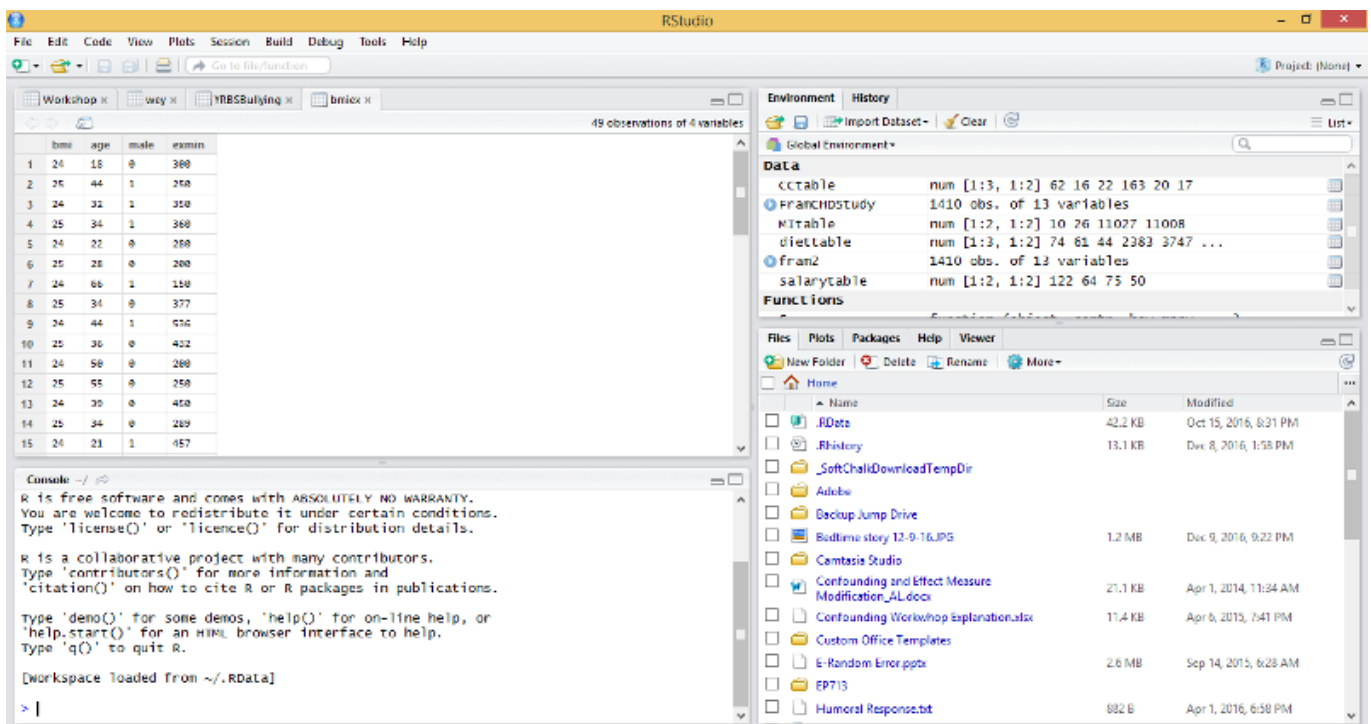 RStudio
File Edit Code View Plots Session Build Debug Tools Help
Go to file/function
Project: (None)
Workshop
wcy
YRBSBullying
bmiex
49 observations of 4 variables
bmi age male exmin
1 24 18 0 300
2 25 44 1 250
3 24 32 1 350
4 25 34 1 360
5 24 22 0 280
6 25 28 0 200
7 24 66 1 150
8 25 34 0 377
9 24 44 1 536
10 25 36 0 432
11 24 50 0 200
12 25 55 0 250
13 24 39 0 450
14 25 34 0 289
15 24 21 1 457
Console ~/
R is free software and comes with ABSOLUTELY NO WARRANTY.
You are welcome to redistribute it under certain conditions.
Type 'license()' or 'licence()' for distribution details.
R is a collaborative project with many contributors.
Type 'contributors()' for more information and
'citation()' on how to cite R or R packages in publications.
Type 'demo()' for some demos, 'help()' for on-line help, or
'help.start()' for an HTML browser interface to help.
Type 'q()' to quit R.
[Workspace loaded from ~/.RData]
>
Environment History
Import Dataset Clear
List
Global Environment
Data
CCtable num [1:3, 1:2] 62 16 22 163 20 17
FramCHDStudy 1410 obs. of 13 variables
MItable num [1:2, 1:2] 10 26 11027 11008
diettable num [1:3, 1:2] 74 61 44 2383 3747 ...
fram2 1410 obs. of 13 variables
salarytable num [1:2, 1:2] 122 64 75 50
Functions
Files Plots Packages Help Viewer
New Folder Delete Rename More
Home
Name Size Modified
.RData 42.2 KB Oct 15, 2016, 8:31 PM
.Rhistory 13.1 KB Dec 8, 2016, 1:58 PM
_SoftChalkDownloadTempDir
Adobe
Backup Jump Drive
Bedtime story 12-9-16.JPG 1.2 MB Dec 9, 2016, 9:22 PM
Camtasia Studio
Confounding and Effect Measure
Modification_AL.docx 21.1 KB Apr 1, 2014, 11:34 AM
Confounding Workwhop Explanation.xlsx 11.4 KB Apr 6, 2015, 7:41 PM
Custom Office Templates
E-Random Error.pptx 2.6 MB Sep 14, 2015, 6:28 AM
EP713
Humoral Response.txt 882 B Apr 1, 2016, 6:58 PM